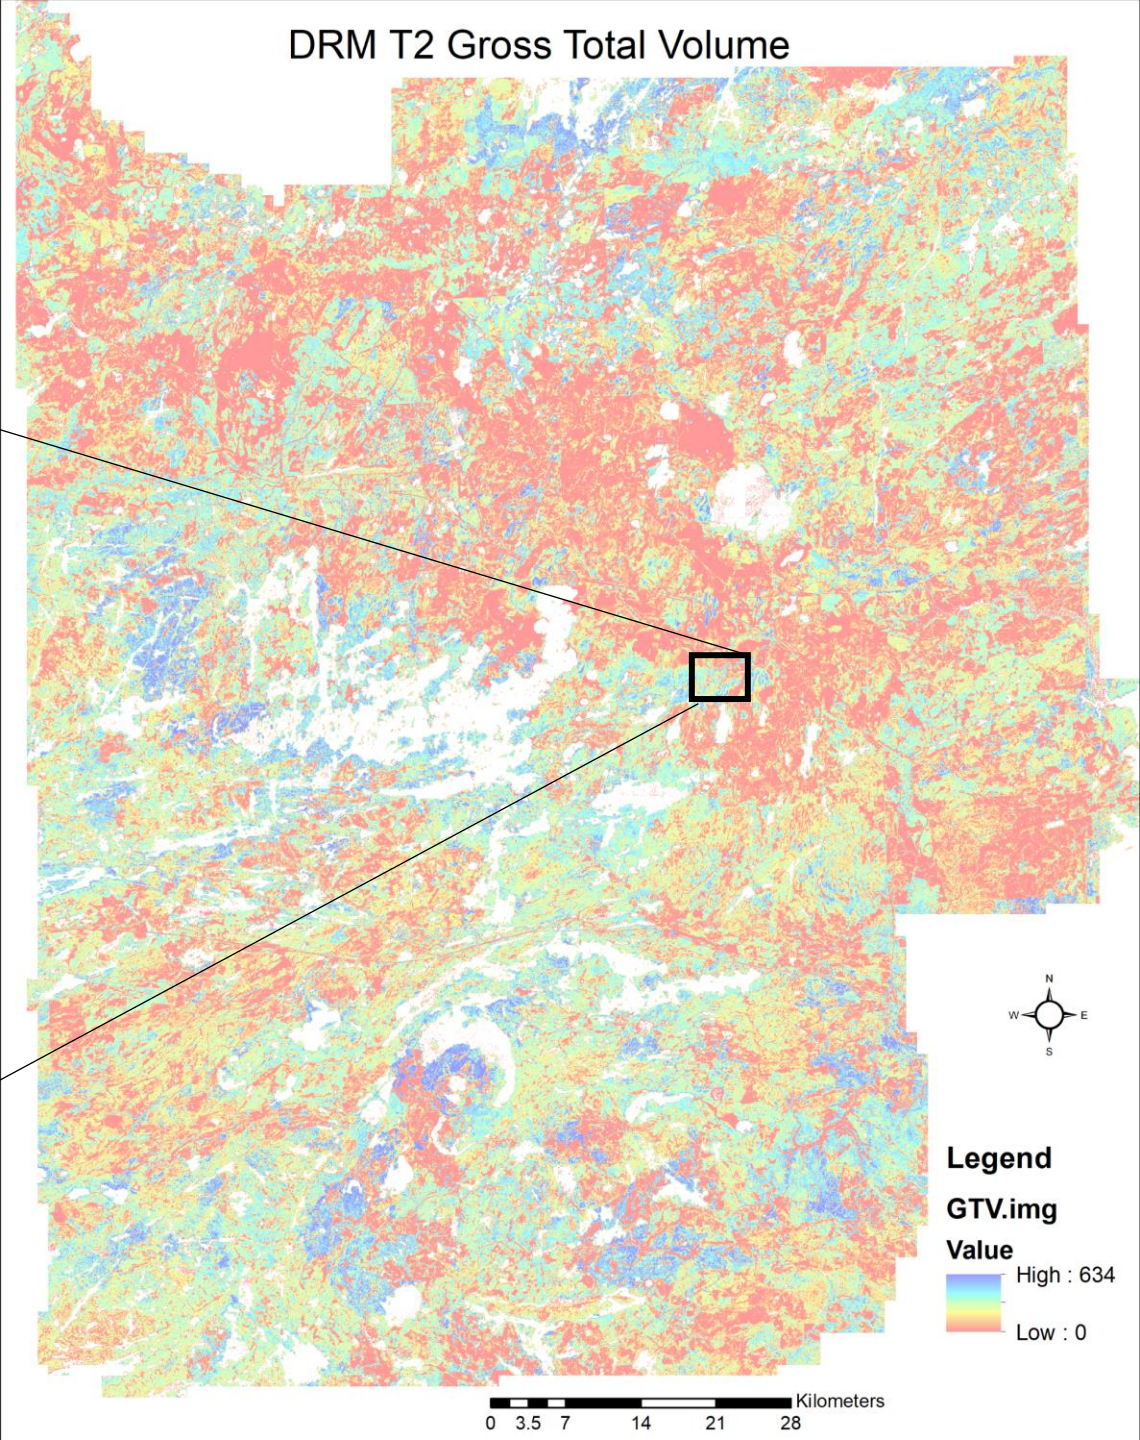 DRM T2 Gross Total Volume
N
W E
S
Legend
GTV.img
Value
High : 634
Low : 0
Kilometers
0 3.5 7 14 21 28